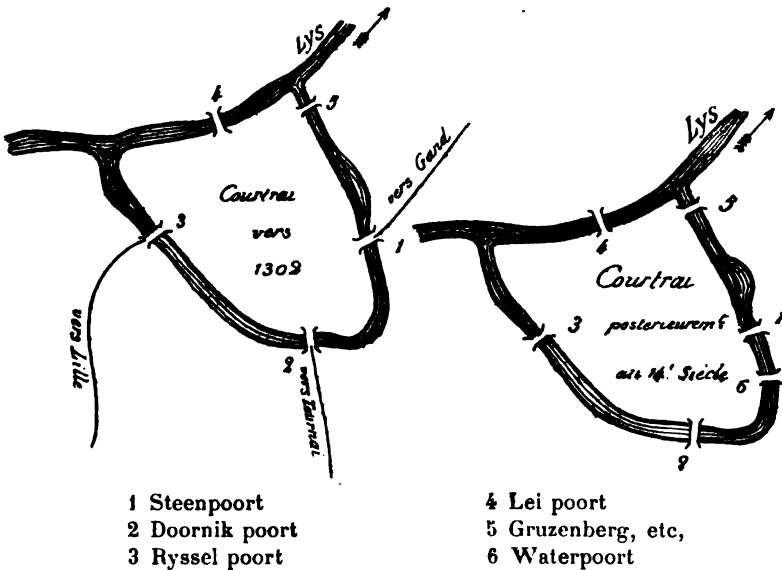 Lys
4
5
vers Gand
Courtrai
vers
1302
3
1
vers Lille
2
vers Tournai
Lys
5
4
Courtrai
posterieuremt
au 14e Siècle
3
1
6
2
1 Steenpoort
2 Doornik poort
3 Ryssel poort
4 Lei poort
5 Gruzenberg, etc,
6 Waterpoort